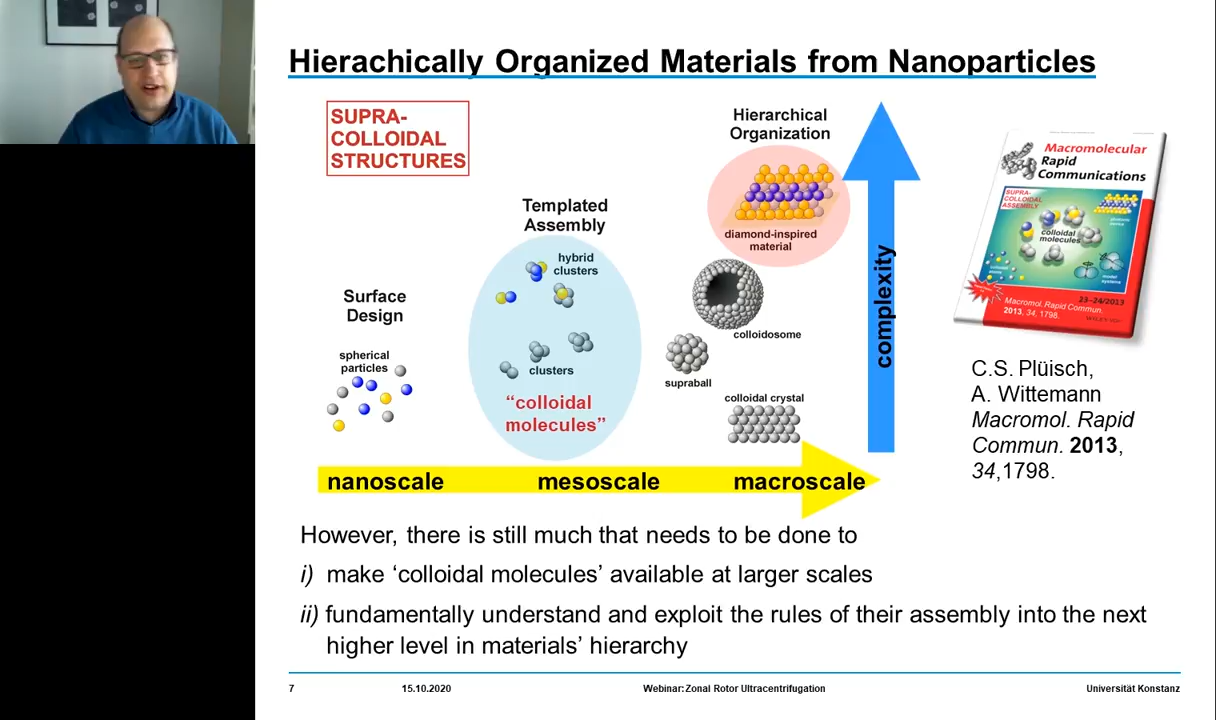 Hierachically Organized Materials from Nanoparticles
SUPRA-
COLLOIDAL
STRUCTURES
Hierarchical
Organization
diamond-inspired
material
Templated
Assembly
hybrid
clusters
clusters
“colloidal
molecules”
Surface
Design
spherical
particles
colloidosome
supraball
colloidal crystal
complexity
nanoscale
mesoscale
macroscale
Macromolecular
Rapid
Communications
SUPRA-
COLLOIDAL
ASSEMBLY
colloidal
molecules
Macromol. Rapid Commun.
2013, 34, 1798.
23–24/2013
C.S. Plüisch,
A. Wittemann
Macromol. Rapid
Commun. 2013,
34,1798.
However, there is still much that needs to be done to
i) make ‘colloidal molecules’ available at larger scales
ii) fundamentally understand and exploit the rules of their assembly into the next
higher level in materials’ hierarchy
7
15.10.2020
Webinar: Zonal Rotor Ultracentrifugation
Universität Konstanz